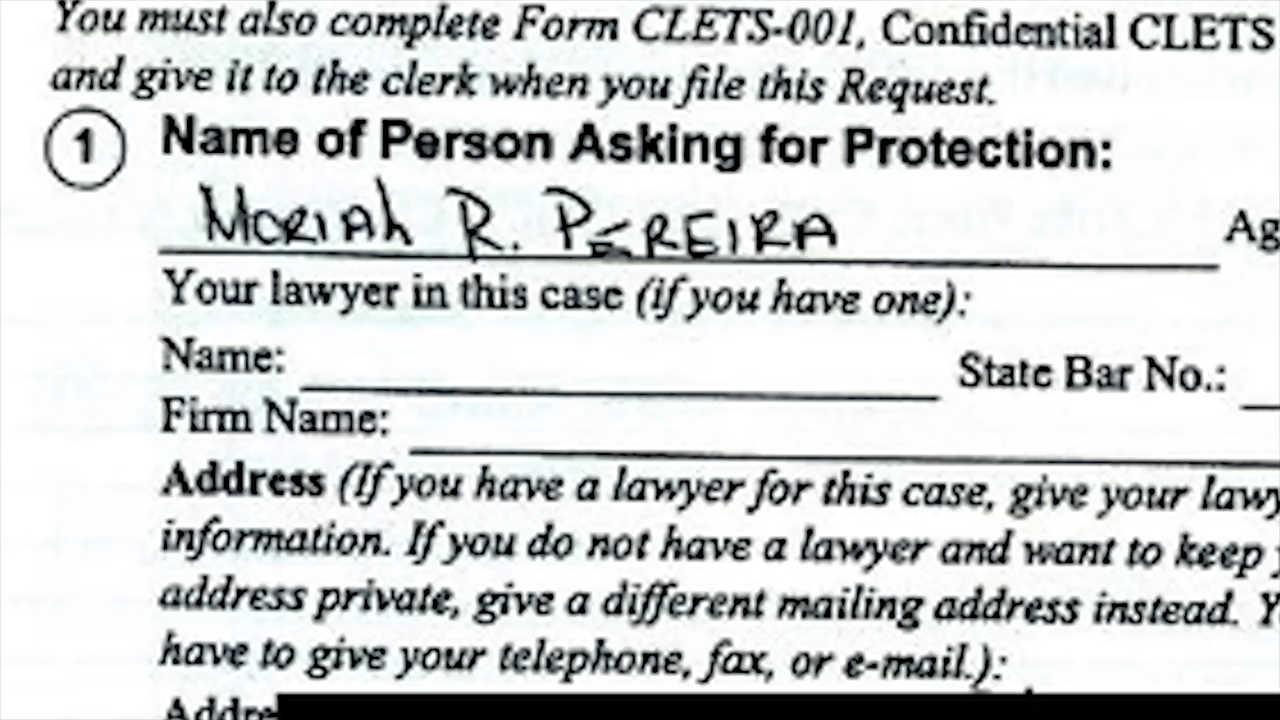 You must also complete Form CLETS-001, Confidential CLETS
and give it to the clerk when you file this Request.
1 Name of Person Asking for Protection:
MORIAh R. PEREIRA Ag
Your lawyer in this case (if you have one):
Name: State Bar No.:
Firm Name:
Address (If you have a lawyer for this case, give your lawy
information. If you do not have a lawyer and want to keep y
address private, give a different mailing address instead. Y
have to give your telephone, fax, or e-mail.):
Addre